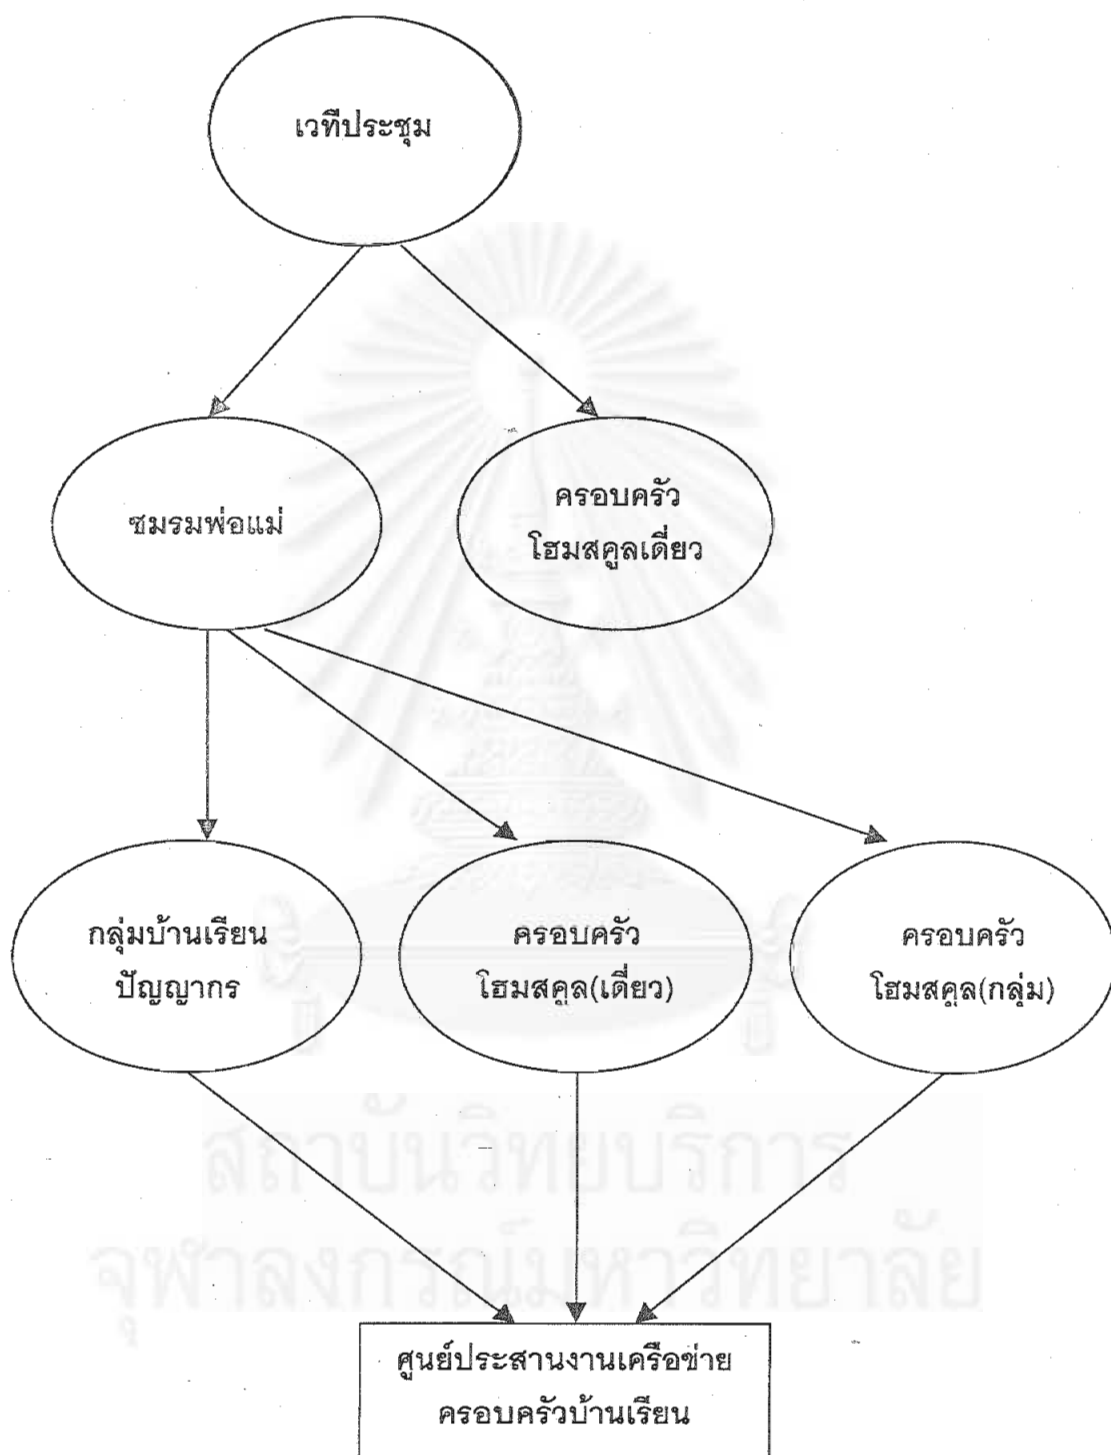 เวทีประชุม
ชมรมพ่อแม่
ครอบครัว
โฮมสคูลเดี่ยว
กลุ่มบ้านเรียน
ปัญญากร
ครอบครัว
โฮมสคูล(เดี่ยว)
ครอบครัว
โฮมสคูล(กลุ่ม)
สถาบันวิทยบริการ
จุฬาลงกรณ์มหาวิทยาลัย
ศูนย์ประสานงานเครือข่าย
ครอบครัวบ้านเรียน